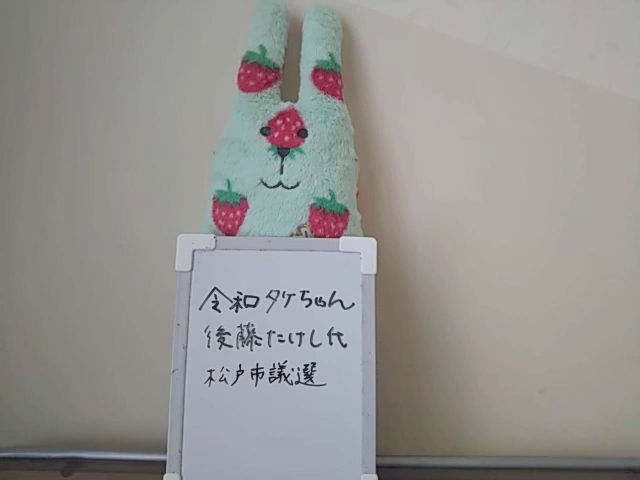 令和タケちゃん
後藤たけし代
松戸市議選